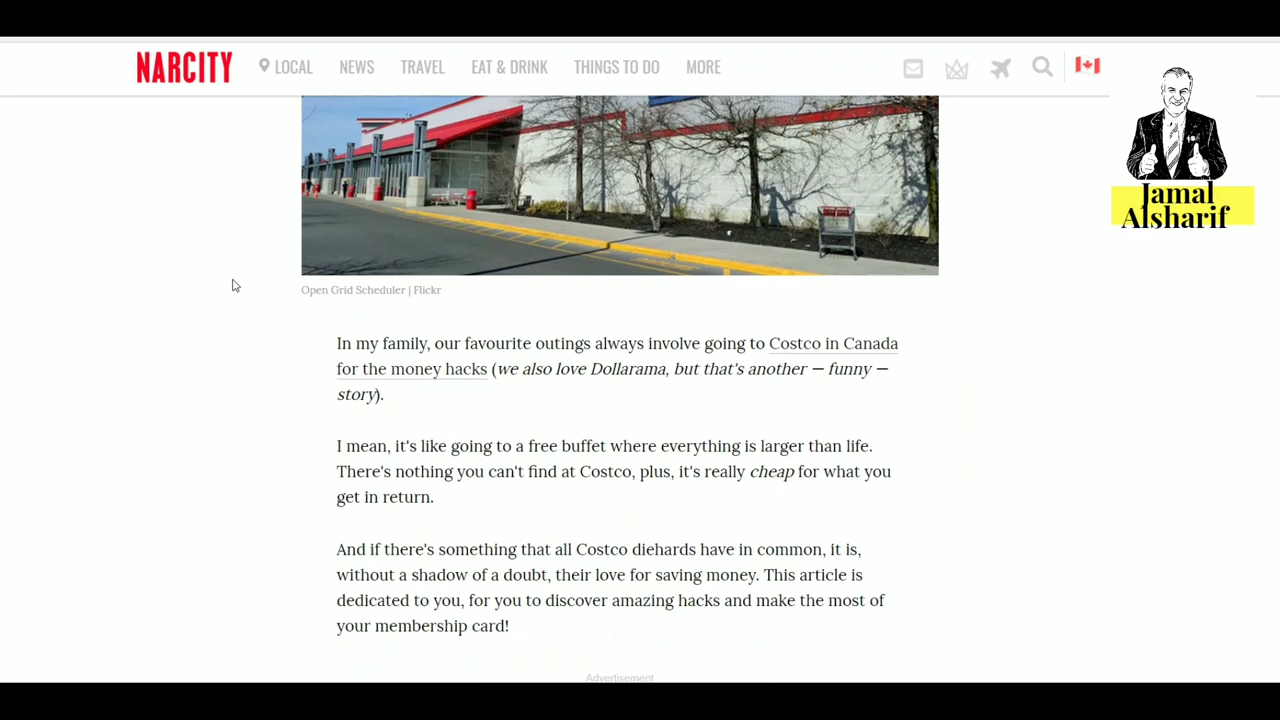 NARCITY
LOCAL
NEWS
TRAVEL
EAT & DRINK
THINGS TO DO
MORE
Jamal
Alsharif
Open Grid Scheduler | Flickr
In my family, our favourite outings always involve going to Costco in Canada
for the money hacks (we also love Dollarama, but that's another — funny —
story).
I mean, it's like going to a free buffet where everything is larger than life.
There's nothing you can't find at Costco, plus, it's really cheap for what you
get in return.
And if there's something that all Costco diehards have in common, it is,
without a shadow of a doubt, their love for saving money. This article is
dedicated to you, for you to discover amazing hacks and make the most of
your membership card!
Advertisement